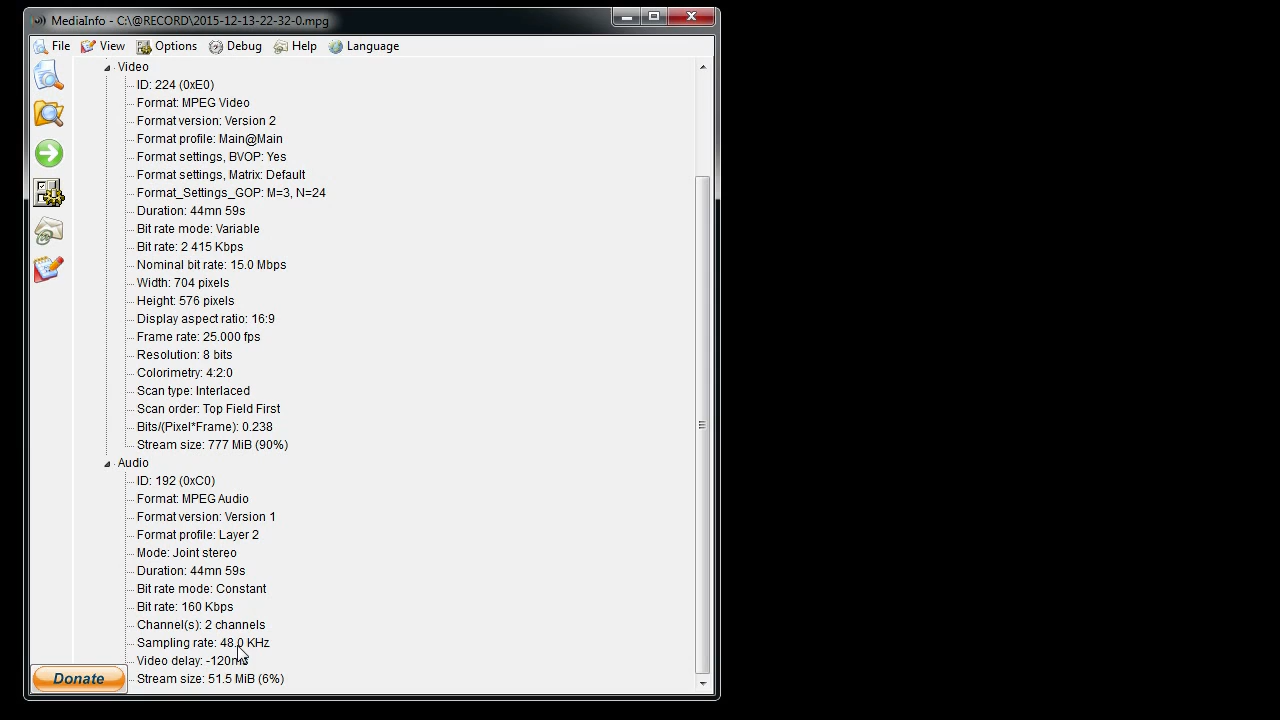 MediaInfo - C:\@RECORD\2015-12-13-22-32-0.mpg
File View Options Debug Help Language
Video
ID: 224 (0xE0)
Format: MPEG Video
Format version: Version 2
Format profile: Main@Main
Format settings, BVOP: Yes
Format settings, Matrix: Default
Format_Settings_GOP: M=3, N=24
Duration: 44mn 59s
Bit rate mode: Variable
Bit rate: 2 415 Kbps
Nominal bit rate: 15.0 Mbps
Width: 704 pixels
Height: 576 pixels
Display aspect ratio: 16:9
Frame rate: 25.000 fps
Resolution: 8 bits
Colorimetry: 4:2:0
Scan type: Interlaced
Scan order: Top Field First
Bits/(Pixel*Frame): 0.238
Stream size: 777 MiB (90%)
Audio
ID: 192 (0xC0)
Format: MPEG Audio
Format version: Version 1
Format profile: Layer 2
Mode: Joint stereo
Duration: 44mn 59s
Bit rate mode: Constant
Bit rate: 160 Kbps
Channel(s): 2 channels
Sampling rate: 48.0 KHz
Video delay: -120ms
Stream size: 51.5 MiB (6%)
Donate